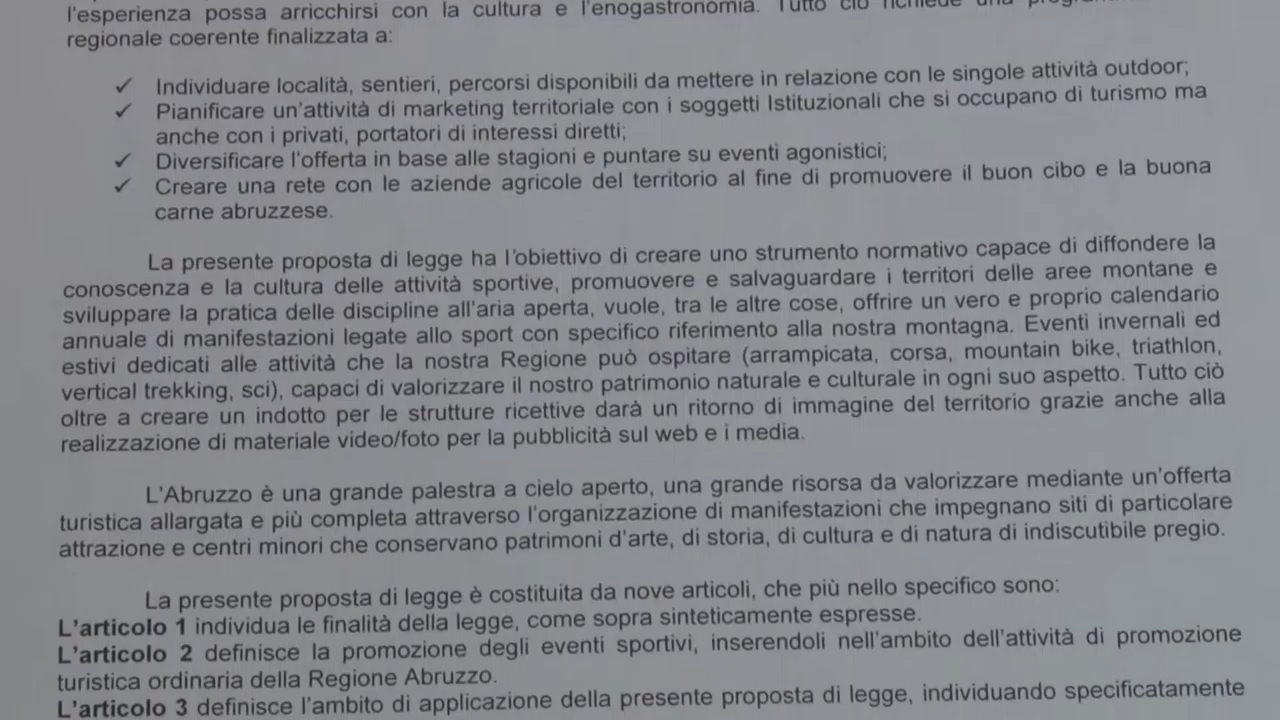 l'esperienza possa arricchirsi con la cultura e l'enogastronomia. Tutto ciò richiede una
regionale coerente finalizzata a:
✓ Individuare località, sentieri, percorsi disponibili da mettere in relazione con le singole attività outdoor;
✓ Pianificare un'attività di marketing territoriale con i soggetti Istituzionali che si occupano di turismo ma
anche con i privati, portatori di interessi diretti;
✓ Diversificare l'offerta in base alle stagioni e puntare su eventi agonistici;
✓ Creare una rete con le aziende agricole del territorio al fine di promuovere il buon cibo e la buona
carne abruzzese.
La presente proposta di legge ha l'obiettivo di creare uno strumento normativo capace di diffondere la
conoscenza e la cultura delle attività sportive, promuovere e salvaguardare i territori delle aree montane e
sviluppare la pratica delle discipline all'aria aperta, vuole, tra le altre cose, offrire un vero e proprio calendario
annuale di manifestazioni legate allo sport con specifico riferimento alla nostra montagna. Eventi invernali ed
estivi dedicati alle attività che la nostra Regione può ospitare (arrampicata, corsa, mountain bike, triathlon,
vertical trekking, sci), capaci di valorizzare il nostro patrimonio naturale e culturale in ogni suo aspetto. Tutto ciò
oltre a creare un indotto per le strutture ricettive darà un ritorno di immagine del territorio grazie anche alla
realizzazione di materiale video/foto per la pubblicità sul web e i media.
L'Abruzzo è una grande palestra a cielo aperto, una grande risorsa da valorizzare mediante un'offerta
turistica allargata e più completa attraverso l'organizzazione di manifestazioni che impegnano siti di particolare
attrazione e centri minori che conservano patrimoni d'arte, di storia, di cultura e di natura di indiscutibile pregio.
La presente proposta di legge è costituita da nove articoli, che più nello specifico sono:
L'articolo 1 individua le finalità della legge, come sopra sinteticamente espresse.
L'articolo 2 definisce la promozione degli eventi sportivi, inserendoli nell'ambito dell'attività di promozione
turistica ordinaria della Regione Abruzzo.
L'articolo 3 definisce l'ambito di applicazione della presente proposta di legge, individuando specificatamente